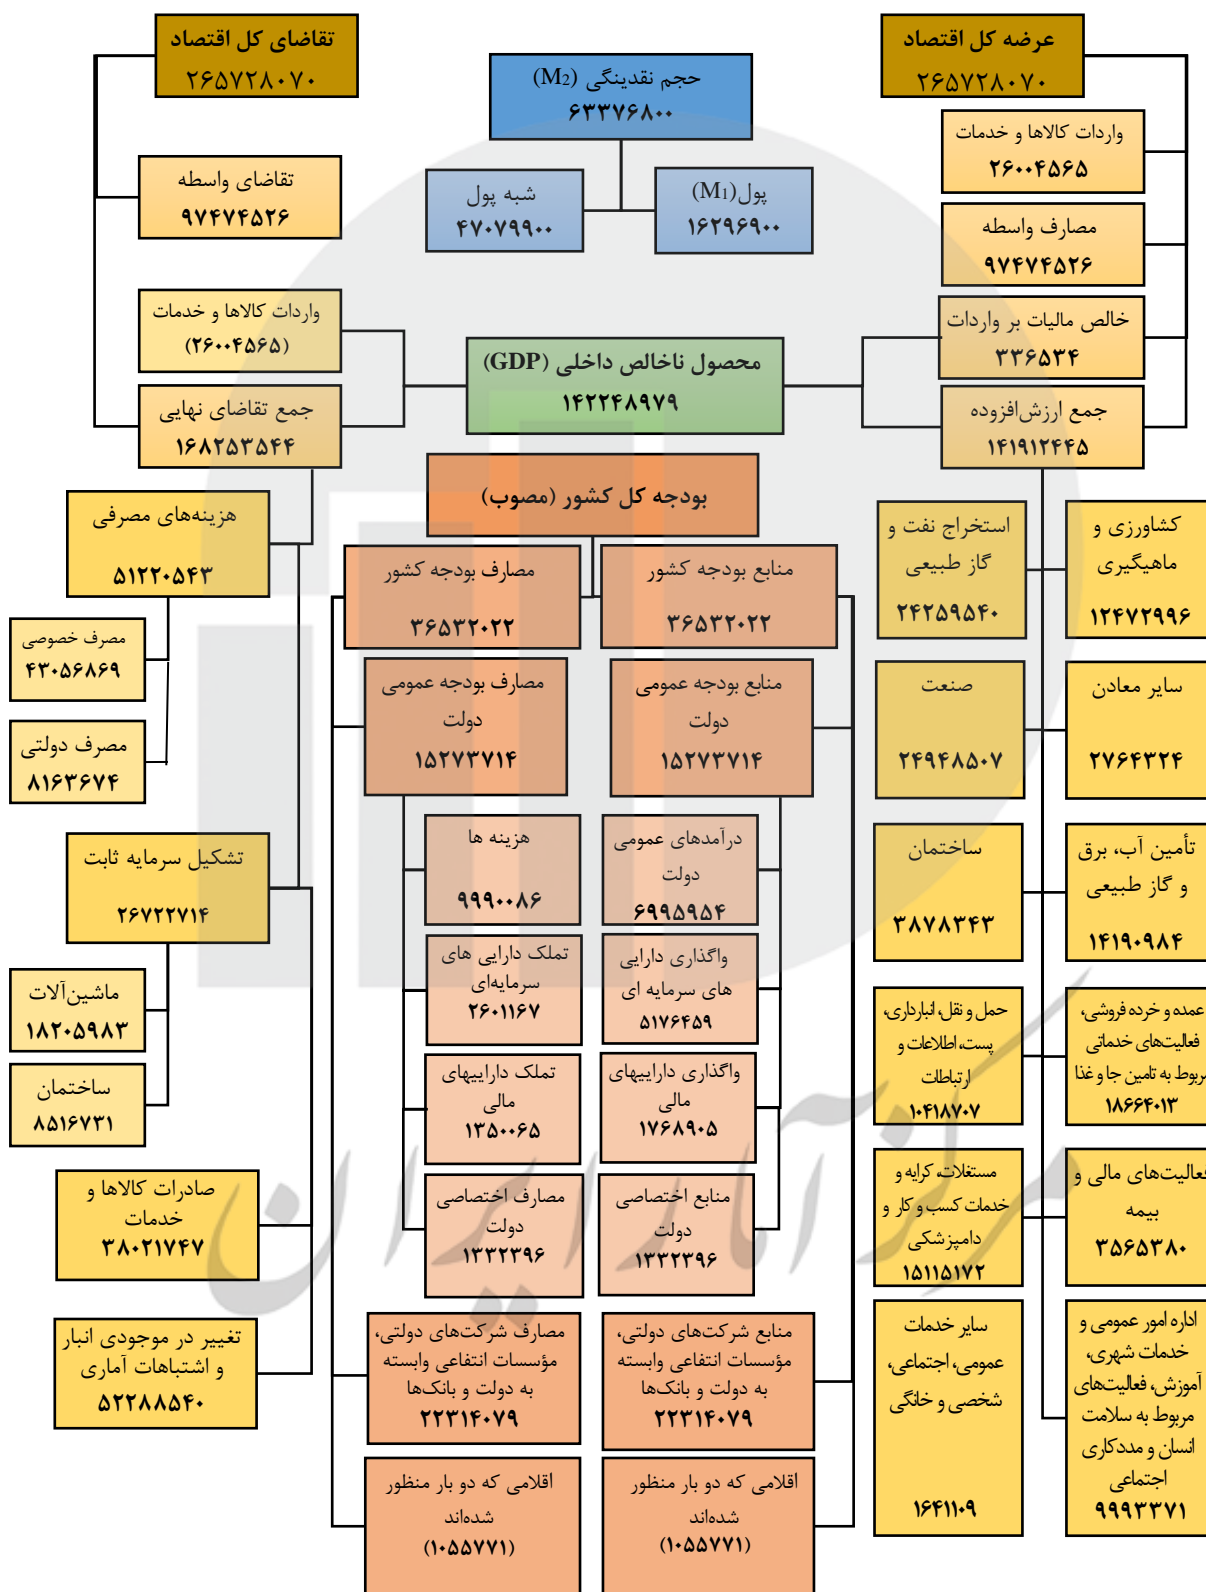 عرضه کل اقتصاد
۲۶۵۷۲۸۰۷۰
واردات کالاها و خدمات
۲۶۰۰۴۵۶۵
مصارف واسطه
۹۷۴۷۴۵۲۶
خالص مالیات بر واردات
۳۳۶۵۳۴
جمع ارزش‌افزوده
۱۴۱۹۱۲۴۴۵
حجم نقدینگی (M2)
۶۳۳۷۶۸۰۰
پول(M1)
۱۶۲۹۶۹۰۰
شبه پول
۴۷۰۷۹۹۰۰
تقاضای کل اقتصاد
۲۶۵۷۲۸۰۷۰
تقاضای واسطه
۹۷۴۷۴۵۲۶
واردات کالاها و خدمات
(۲۶۰۰۴۵۶۵)
جمع تقاضای نهایی
۱۶۸۲۵۳۵۴۴
محصول ناخالص داخلی (GDP)
۱۴۲۲۴۸۹۷۹
کشاورزی و
ماهیگیری
۱۲۴۷۲۹۹۶
استخراج نفت و
گاز طبیعی
۲۴۲۵۹۵۴۰
سایر معادن
۲۷۶۴۳۲۴
صنعت
۲۴۹۴۸۵۰۷
تأمین آب، برق
و گاز طبیعی
۱۴۱۹۰۹۸۴
ساختمان
۳۸۷۸۳۴۳
عمده و خرده فروشی،
فعالیت‌های خدماتی
مربوط به تامین جا و غذا
۱۸۶۶۴۰۱۳
حمل و نقل، انبارداری،
پست، اطلاعات و
ارتباطات
۱۰۴۱۸۷۰۷
فعالیت‌های مالی و
بیمه
۳۵۶۵۳۸۰
مستغلات، کرایه و
خدمات کسب و کار و
دامپزشکی
۱۵۱۱۵۱۷۲
اداره امور عمومی و
خدمات شهری،
آموزش، فعالیت‌های
مربوط به سلامت
انسان و مددکاری
اجتماعی
۹۹۹۳۳۷۱
سایر خدمات
عمومی، اجتماعی،
شخصی و خانگی
۱۶۴۱۱۰۹
بودجه کل کشور (مصوب)
منابع بودجه کشور
۳۶۵۳۲۰۲۲
مصارف بودجه کشور
۳۶۵۳۲۰۲۲
منابع بودجه عمومی
دولت
۱۵۲۷۳۷۱۴
مصارف بودجه عمومی
دولت
۱۵۲۷۳۷۱۴
درآمدهای عمومی
دولت
۶۹۹۵۹۵۴
هزینه ها
۹۹۹۰۰۸۶
واگذاری دارایی
های سرمایه ای
۵۱۷۶۴۵۹
تملک دارایی های
سرمایه‌ای
۲۶۰۱۱۶۷
واگذاری داراییهای
مالی
۱۷۶۸۹۰۵
تملک داراییهای
مالی
۱۳۵۰۰۶۵
منابع اختصاصی
دولت
۱۳۳۲۳۹۶
مصارف اختصاصی
دولت
۱۳۳۲۳۹۶
منابع شرکت‌های دولتی،
مؤسسات انتفاعی وابسته
به دولت و بانک‌ها
۲۲۳۱۴۰۷۹
مصارف شرکت‌های دولتی،
مؤسسات انتفاعی وابسته
به دولت و بانک‌ها
۲۲۳۱۴۰۷۹
اقلامی که دو بار منظور
شده‌اند
(۱۰۵۵۷۷۱)
اقلامی که دو بار منظور
شده‌اند
(۱۰۵۵۷۷۱)
هزینه‌های مصرفی
۵۱۲۲۰۵۴۳
مصرف خصوصی
۴۳۰۵۶۸۶۹
مصرف دولتی
۸۱۶۳۶۷۴
تشکیل سرمایه ثابت
۲۶۷۲۲۷۱۴
ماشین‌آلات
۱۸۲۰۵۹۸۳
ساختمان
۸۵۱۶۷۳۱
صادرات کالاها و
خدمات
۳۸۰۲۱۷۴۷
تغییر در موجودی انبار
و اشتباهات آماری
۵۲۲۸۸۵۴۰
مرکز آمار ایران